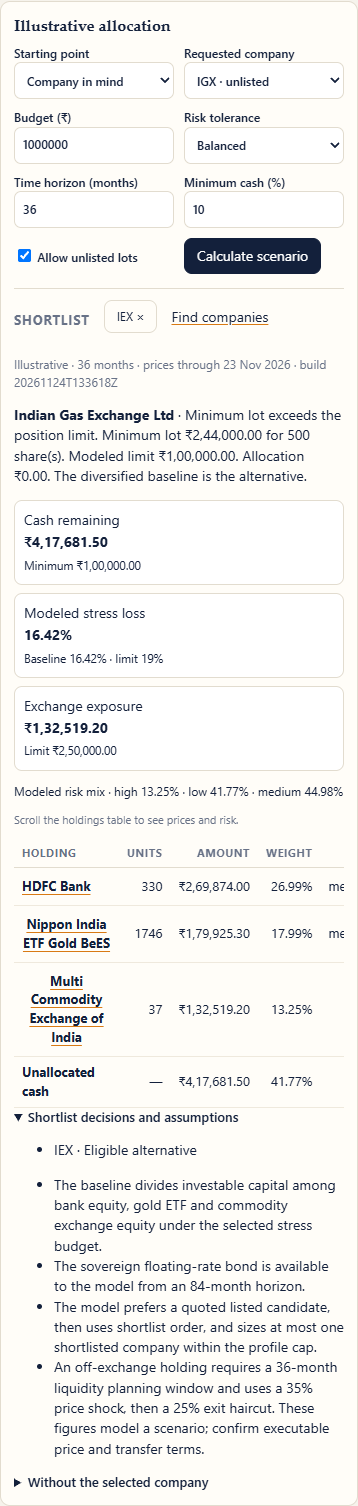 Illustrative allocation
Starting point
Requested company
Company in mind
IGX · unlisted
Budget (₹)
Risk tolerance
1000000
Balanced
Time horizon (months)
Minimum cash (%)
36
10
Allow unlisted lots
Calculate scenario
SHORTLIST
IEX ×
Find companies
Illustrative · 36 months · prices through 23 Nov 2026 · build
20261124T133618Z
Indian Gas Exchange Ltd · Minimum lot exceeds the
position limit. Minimum lot ₹2,44,000.00 for 500
share(s). Modeled limit ₹1,00,000.00. Allocation
₹0.00. The diversified baseline is the alternative.
Cash remaining
₹4,17,681.50
Minimum ₹1,00,000.00
Modeled stress loss
16.42%
Baseline 16.42% · limit 19%
Exchange exposure
₹1,32,519.20
Limit ₹2,50,000.00
Modeled risk mix · high 13.25% · low 41.77% · medium 44.98%
Scroll the holdings table to see prices and risk.
HOLDING UNITS AMOUNT WEIGHT
HDFC Bank 330 ₹2,69,874.00 26.99% me
Nippon India
ETF Gold BeES 1746 ₹1,79,925.30 17.99% me
Multi
Commodity
Exchange of
India 37 ₹1,32,519.20 13.25%
Unallocated
cash — ₹4,17,681.50 41.77%
▼ Shortlist decisions and assumptions
• IEX · Eligible alternative
• The baseline divides investable capital among
bank equity, gold ETF and commodity
exchange equity under the selected stress
budget.
• The sovereign floating-rate bond is available
to the model from an 84-month horizon.
• The model prefers a quoted listed candidate,
then uses shortlist order, and sizes at most one
shortlisted company within the profile cap.
• An off-exchange holding requires a 36-month
liquidity planning window and uses a 35%
price shock, then a 25% exit haircut. These
figures model a scenario; confirm executable
price and transfer terms.
▶ Without the selected company